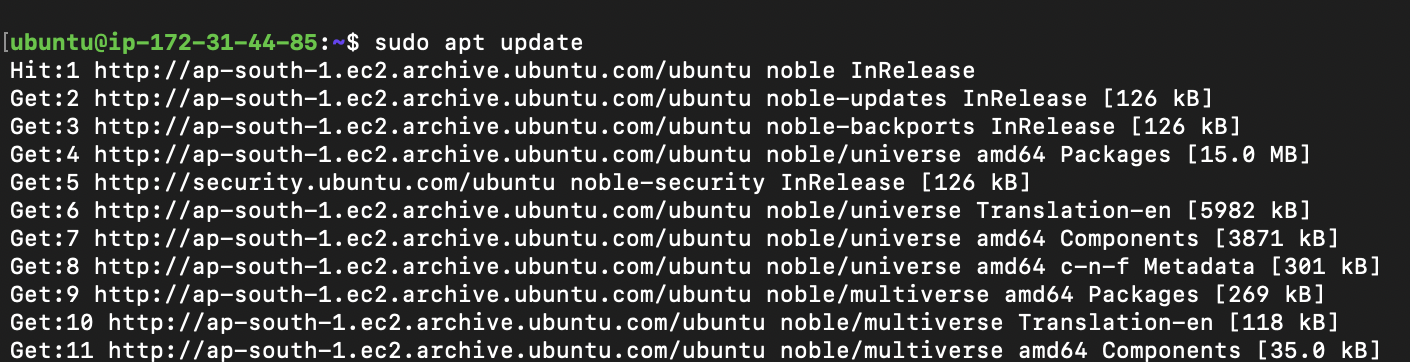 [ubuntu@ip-172-31-44-85:~$ sudo apt update
Hit:1 http://ap-south-1.ec2.archive.ubuntu.com/ubuntu noble InRelease
Get:2 http://ap-south-1.ec2.archive.ubuntu.com/ubuntu noble-updates InRelease [126 kB]
Get:3 http://ap-south-1.ec2.archive.ubuntu.com/ubuntu noble-backports InRelease [126 kB]
Get:4 http://ap-south-1.ec2.archive.ubuntu.com/ubuntu noble/universe amd64 Packages [15.0 MB]
Get:5 http://security.ubuntu.com/ubuntu noble-security InRelease [126 kB]
Get:6 http://ap-south-1.ec2.archive.ubuntu.com/ubuntu noble/universe Translation-en [5982 kB]
Get:7 http://ap-south-1.ec2.archive.ubuntu.com/ubuntu noble/universe amd64 Components [3871 kB]
Get:8 http://ap-south-1.ec2.archive.ubuntu.com/ubuntu noble/universe amd64 c-n-f Metadata [301 kB]
Get:9 http://ap-south-1.ec2.archive.ubuntu.com/ubuntu noble/multiverse amd64 Packages [269 kB]
Get:10 http://ap-south-1.ec2.archive.ubuntu.com/ubuntu noble/multiverse Translation-en [118 kB]
Get:11 http://ap-south-1.ec2.archive.ubuntu.com/ubuntu noble/multiverse amd64 Components [35.0 kB]